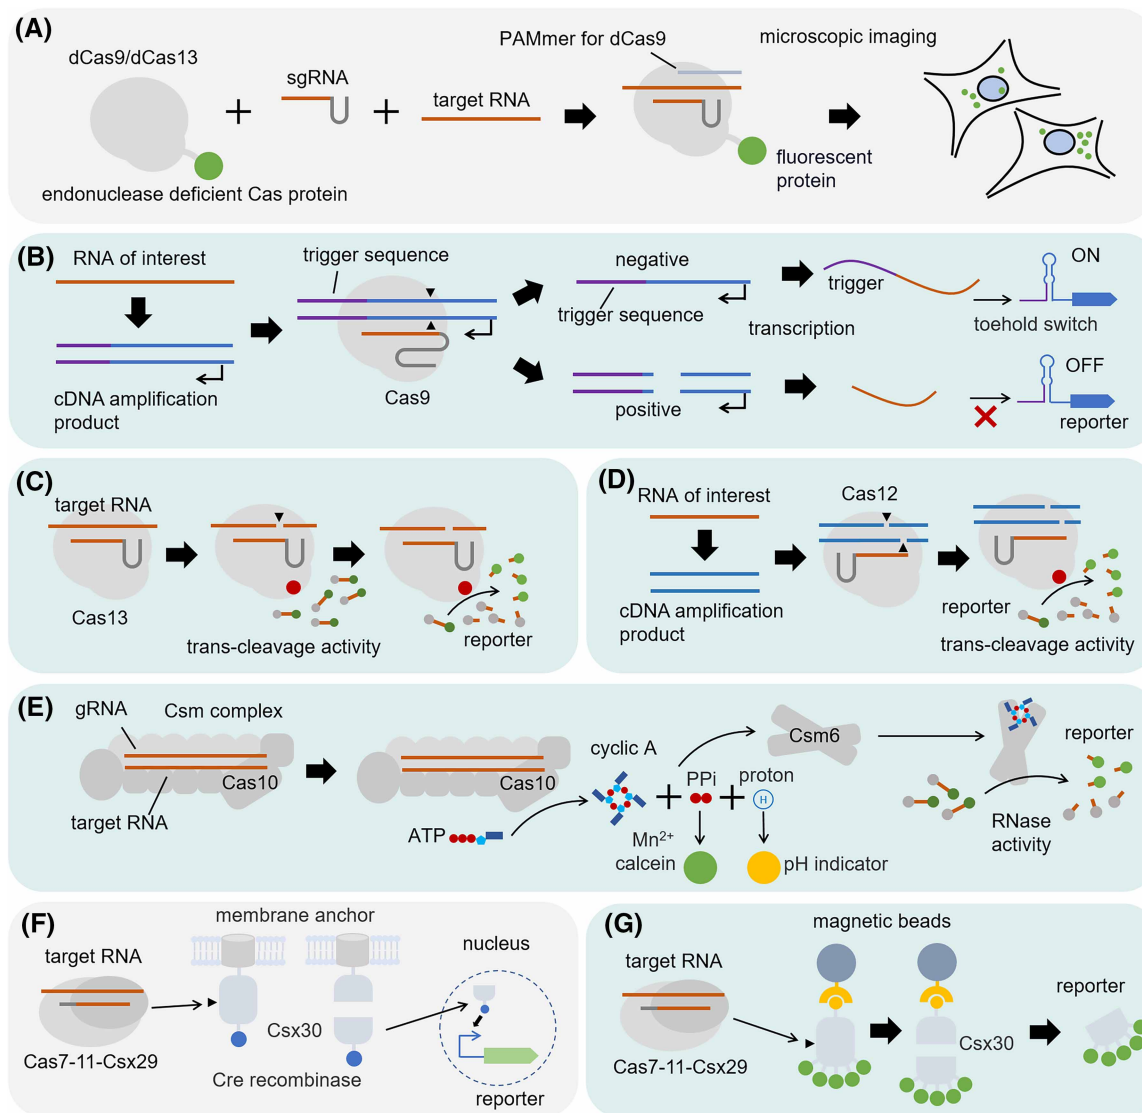 (A)
dCas9/dCas13
sgRNA
target RNA
endonuclease deficient Cas protein
PAMmer for dCas9
fluorescent
protein
microscopic imaging
(B)
RNA of interest
cDNA amplification
product
trigger sequence
Cas9
negative
trigger sequence
transcription
positive
trigger
ON
toehold switch
OFF
reporter
(C)
target RNA
Cas13
trans-cleavage activity
reporter
(D)
RNA of interest
cDNA amplification
product
Cas12
reporter
trans-cleavage activity
(E)
gRNA
Csm complex
Cas10
target RNA
Cas10
ATP
cyclic A
PPi
proton
H
Mn²⁺
calcein
pH indicator
Csm6
reporter
RNase
activity
(F)
membrane anchor
target RNA
Cas7-11-Csx29
Csx30
Cre recombinase
nucleus
reporter
(G)
magnetic beads
target RNA
Cas7-11-Csx29
Csx30
reporter